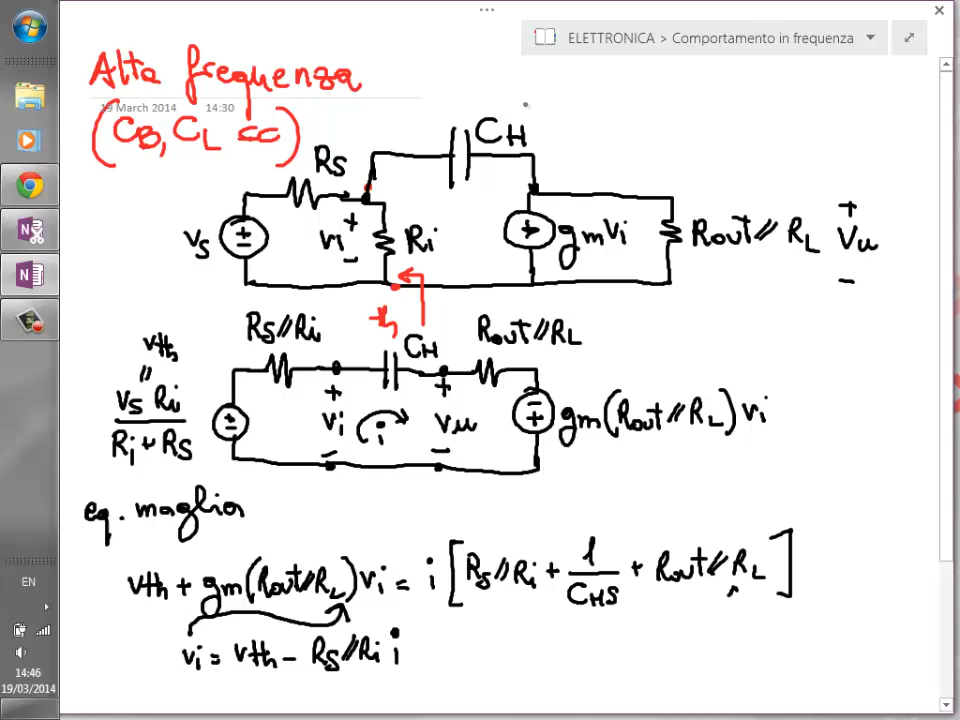 ELETTRONICA > Comportamento in frequenza
Alta frequenza
19 March 2014 14:30
(CB, CL cc)
CH
RS
vs
+
vi
-
Ri
gm vi
Rout // RL
+
vu
-
th
RS//Ri
CH
Rout//RL
vth
=
vs Ri
Ri + RS
+
vi
-
i
+
vu
-
gm(Rout//RL) vi
eq. maglia
vth + gm(Rout//RL) vi = i [RS//Ri + 1/CHS + Rout//RL]
vi = vth - RS//Ri i
EN
14:46
19/03/2014